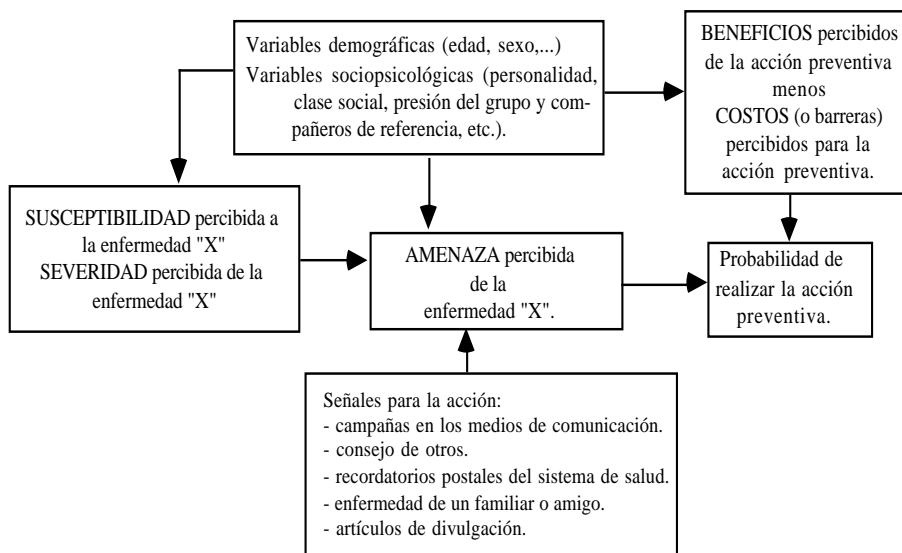 Variables demográficas (edad, sexo,...)
Variables sociopsicológicas (personalidad,
clase social, presión del grupo y com-
pañeros de referencia, etc.).
BENEFICIOS percibidos
de la acción preventiva
menos
COSTOS (o barreras)
percibidos para la
acción preventiva.
SUSCEPTIBILIDAD percibida a
la enfermedad "X"
SEVERIDAD percibida de la
enfermedad "X"
AMENAZA percibida
de la
enfermedad "X".
Probabilidad de
realizar la acción
preventiva.
Señales para la acción:
- campañas en los medios de comunicación.
- consejo de otros.
- recordatorios postales del sistema de salud.
- enfermedad de un familiar o amigo.
- artículos de divulgación.